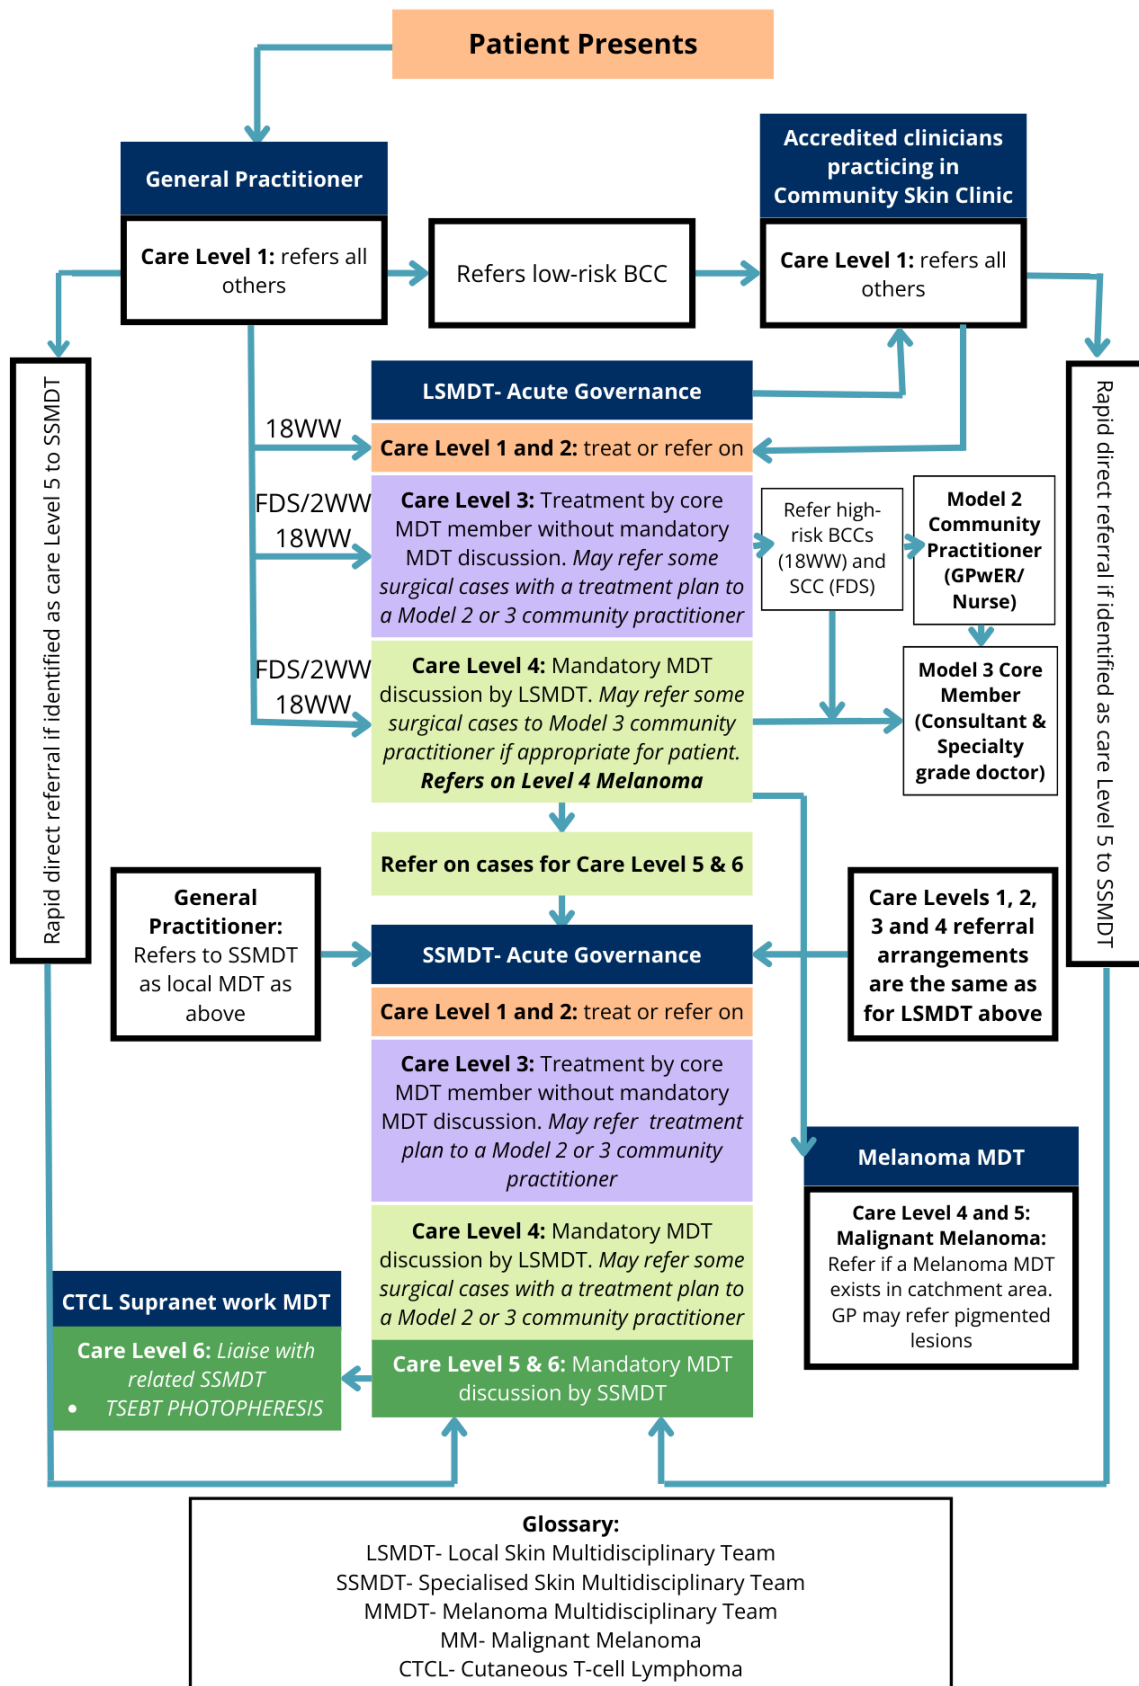 Patient Presents
General Practitioner
Care Level 1: refers all
others
Refers low-risk BCC
Accredited clinicians
practicing in
Community Skin Clinic
Care Level 1: refers all
others
Rapid direct referral if identified as care Level 5 to SSMDT
18WW
FDS/2WW
18WW
FDS/2WW
18WW
LSMDT- Acute Governance
Care Level 1 and 2: treat or refer on
Care Level 3: Treatment by core
MDT member without mandatory
MDT discussion. May refer some
surgical cases with a treatment plan to
a Model 2 or 3 community practitioner
Care Level 4: Mandatory MDT
discussion by LSMDT. May refer some
surgical cases to Model 3 community
practitioner if appropriate for patient.
Refers on Level 4 Melanoma
Refer high-
risk BCCs
(18WW) and
SCC (FDS)
Model 2
Community
Practitioner
(GPwER/
Nurse)
Model 3 Core
Member
(Consultant &
Specialty
grade doctor)
Rapid direct referral if identified as care Level 5 to SSMDT
Refer on cases for Care Level 5 & 6
General
Practitioner:
Refers to SSMDT
as local MDT as
above
SSMDT- Acute Governance
Care Level 1 and 2: treat or refer on
Care Level 3: Treatment by core
MDT member without mandatory
MDT discussion. May refer  treatment
plan to a Model 2 or 3 community
practitioner
Care Level 4: Mandatory MDT
discussion by LSMDT. May refer some
surgical cases with a treatment plan to
a Model 2 or 3 community practitioner
Care Level 5 & 6: Mandatory MDT
discussion by SSMDT
Care Levels 1, 2,
3 and 4 referral
arrangements
are the same as
for LSMDT above
Melanoma MDT
Care Level 4 and 5:
Malignant Melanoma:
Refer if a Melanoma MDT
exists in catchment area.
GP may refer pigmented
lesions
CTCL Supranet work MDT
Care Level 6: Liaise with
related SSMDT
• TSEBT PHOTOPHERESIS
Glossary:
LSMDT- Local Skin Multidisciplinary Team
SSMDT- Specialised Skin Multidisciplinary Team
MMDT- Melanoma Multidisciplinary Team
MM- Malignant Melanoma
CTCL- Cutaneous T-cell Lymphoma